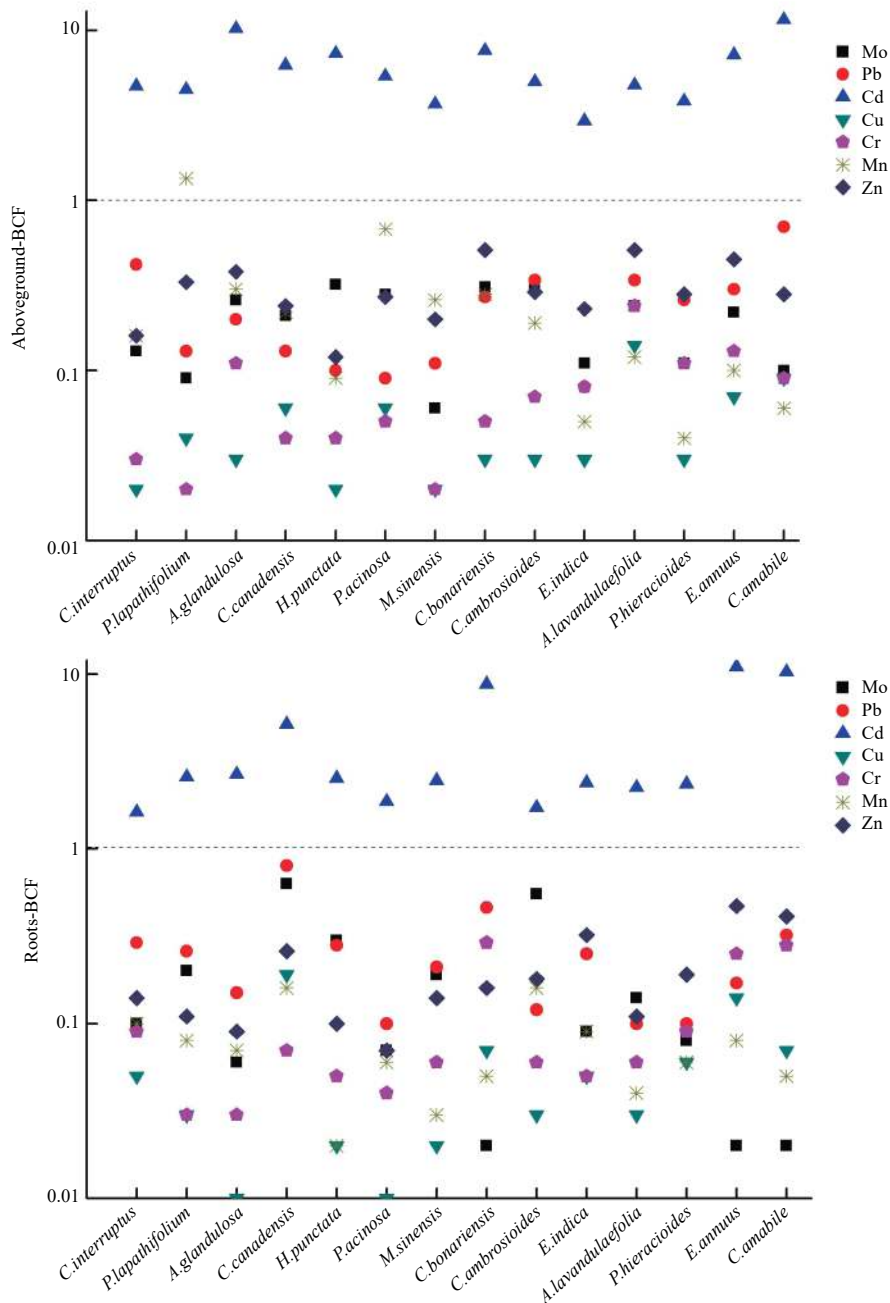 10
1
0.1
0.01
Aboveground-BCF
Mo
Pb
Cd
Cu
Cr
Mn
Zn
C.interruptus
P.lapathifolium
A.glandulosa
C.canadensis
H.punctata
P.acinosa
M.sinensis
C.bonariensis
C.ambrosioides
E.indica
A.lavandulaefolia
P.hieracioides
E.annuus
C.amabile
10
1
0.1
0.01
Roots-BCF
Mo
Pb
Cd
Cu
Cr
Mn
Zn
C.interruptus
P.lapathifolium
A.glandulosa
C.canadensis
H.punctata
P.acinosa
M.sinensis
C.bonariensis
C.ambrosioides
E.indica
A.lavandulaefolia
P.hieracioides
E.annuus
C.amabile